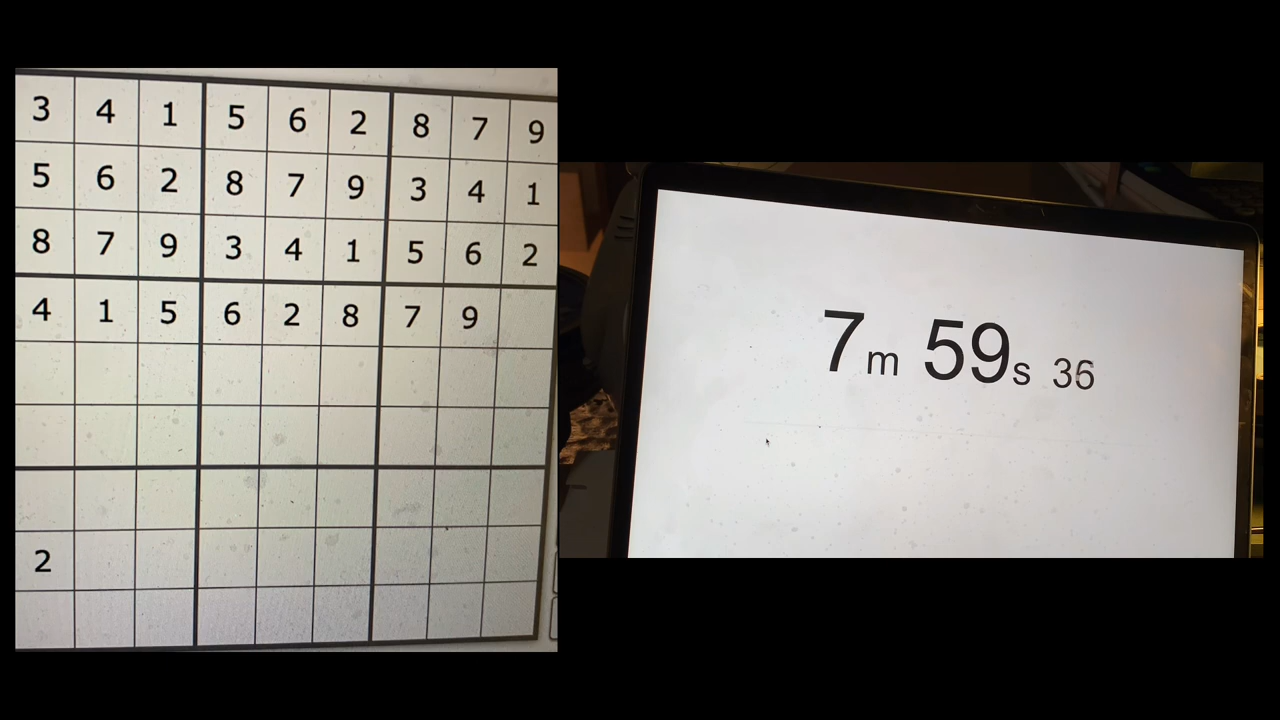 3 4 1 5 6 2 8 7 9
5 6 2 8 7 9 3 4 1
8 7 9 3 4 1 5 6 2
4 1 5 6 2 8 7 9
2
7m 59s 36